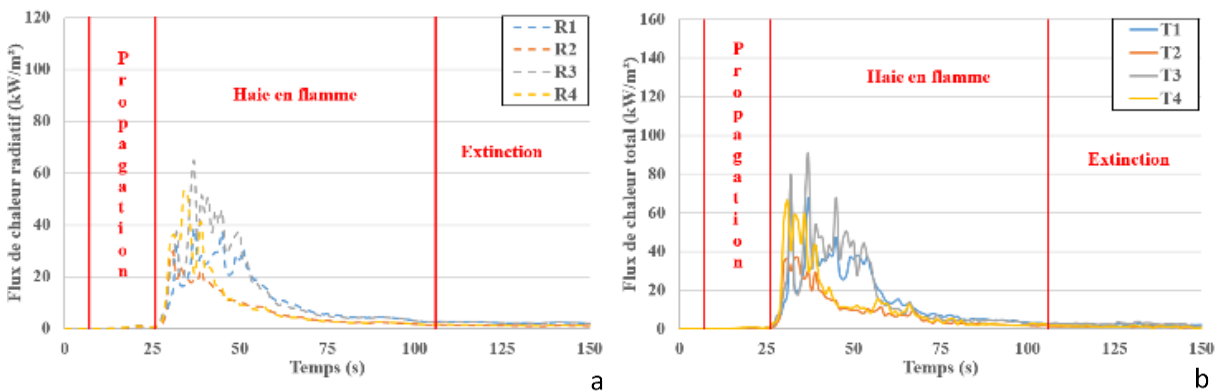 120
100
80
60
40
20
0
Flux de chaleur radiatif (kW/m²)
Propagation
Haie en flamme
Extinction
R1
R2
R3
R4
0 25 50 75 100 125 150
Temps (s)
a
160
140
120
100
80
60
40
20
0
Flux de chaleur total (kW/m²)
Propagation
Haie en flamme
Extinction
T1
T2
T3
T4
0 25 50 75 100 125 150
Temps (s)
b